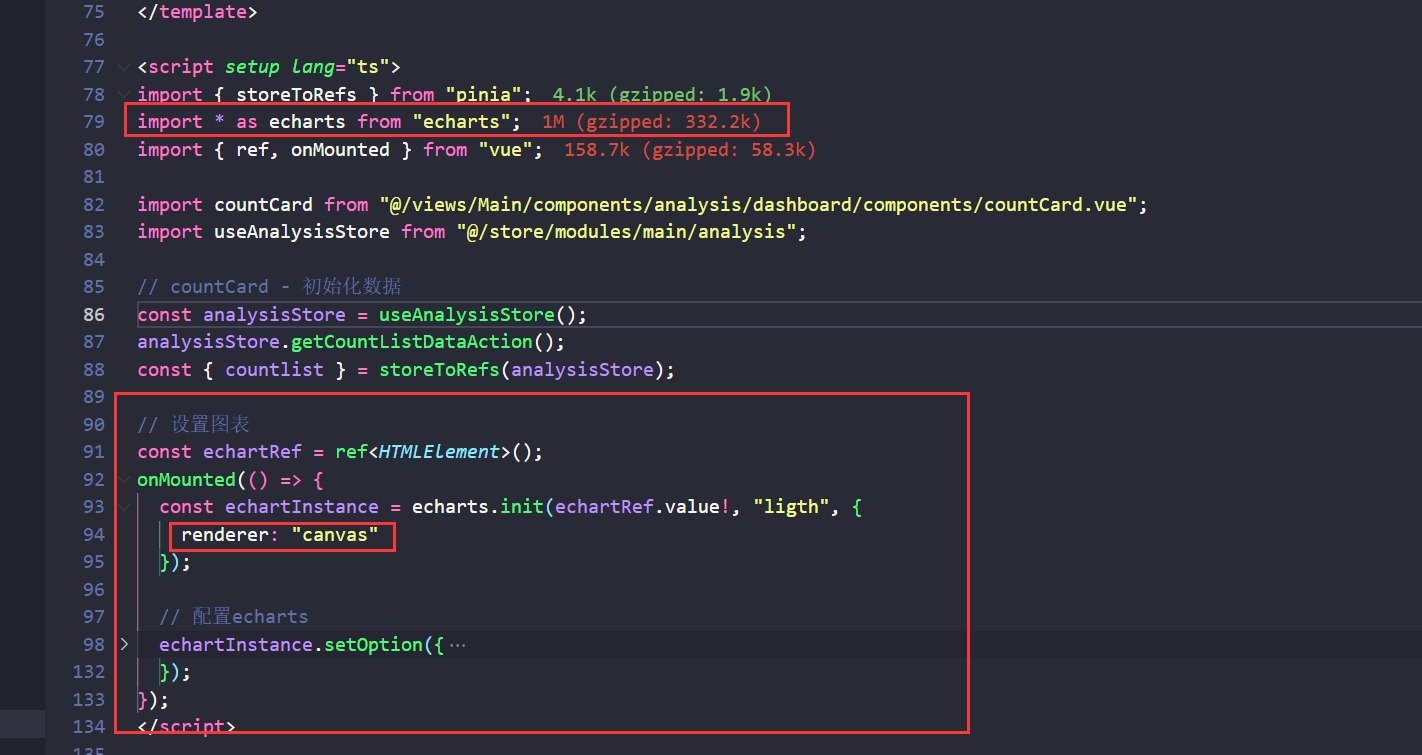 75 </template>
76
77 <script setup lang="ts">
78 import { storeToRefs } from "pinia"; 4.1k (gzipped: 1.9k)
79 import * as echarts from "echarts"; 1M (gzipped: 332.2k)
80 import { ref, onMounted } from "vue"; 158.7k (gzipped: 58.3k)
81
82 import countCard from "@/views/Main/components/analysis/dashboard/components/countCard.vue";
83 import useAnalysisStore from "@/store/modules/main/analysis";
84
85 // countCard - 初始化数据
86 const analysisStore = useAnalysisStore();
87 analysisStore.getCountListDataAction();
88 const { countlist } = storeToRefs(analysisStore);
89
90 // 设置图表
91 const echartRef = ref<HTMLElement>();
92 onMounted(() => {
93   const echartInstance = echarts.init(echartRef.value!, "ligth", {
94     renderer: "canvas"
95   });
96
97   // 配置echarts
98   echartInstance.setOption({ ···
132   });
133 });
134 </script>
135